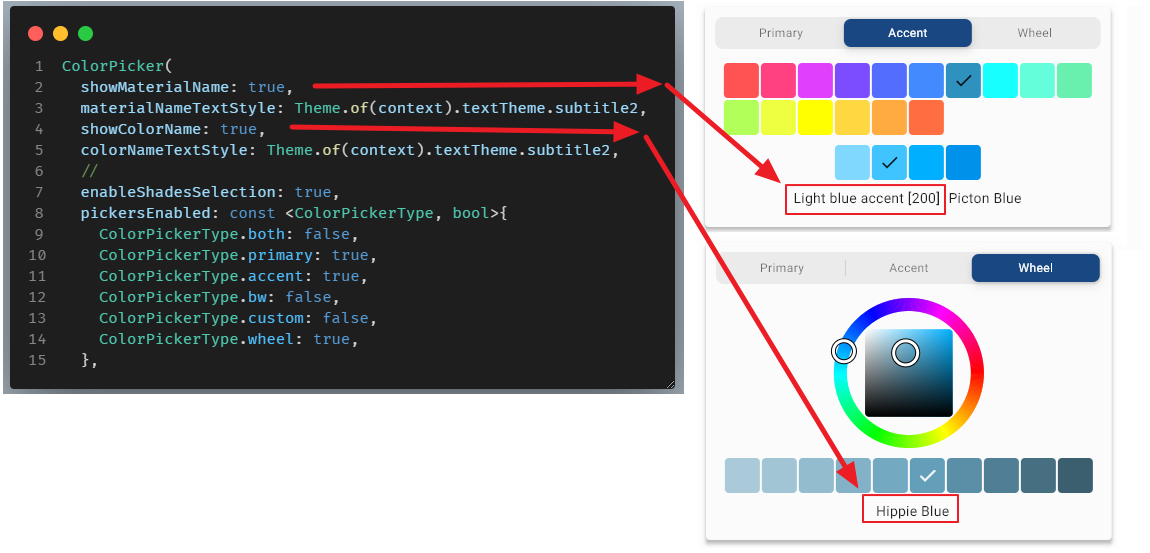 1 ColorPicker(
2 showMaterialName: true,
3 materialNameTextStyle: Theme.of(context).textTheme.subtitle2,
4 showColorName: true,
5 colorNameTextStyle: Theme.of(context).textTheme.subtitle2,
6 //
7 enableShadesSelection: true,
8 pickersEnabled: const <ColorPickerType, bool>{
9 ColorPickerType.both: false,
10 ColorPickerType.primary: true,
11 ColorPickerType.accent: true,
12 ColorPickerType.bw: false,
13 ColorPickerType.custom: false,
14 ColorPickerType.wheel: true,
15 },
Primary Accent Wheel
Light blue accent [200] Picton Blue
Primary Accent Wheel
Hippie Blue